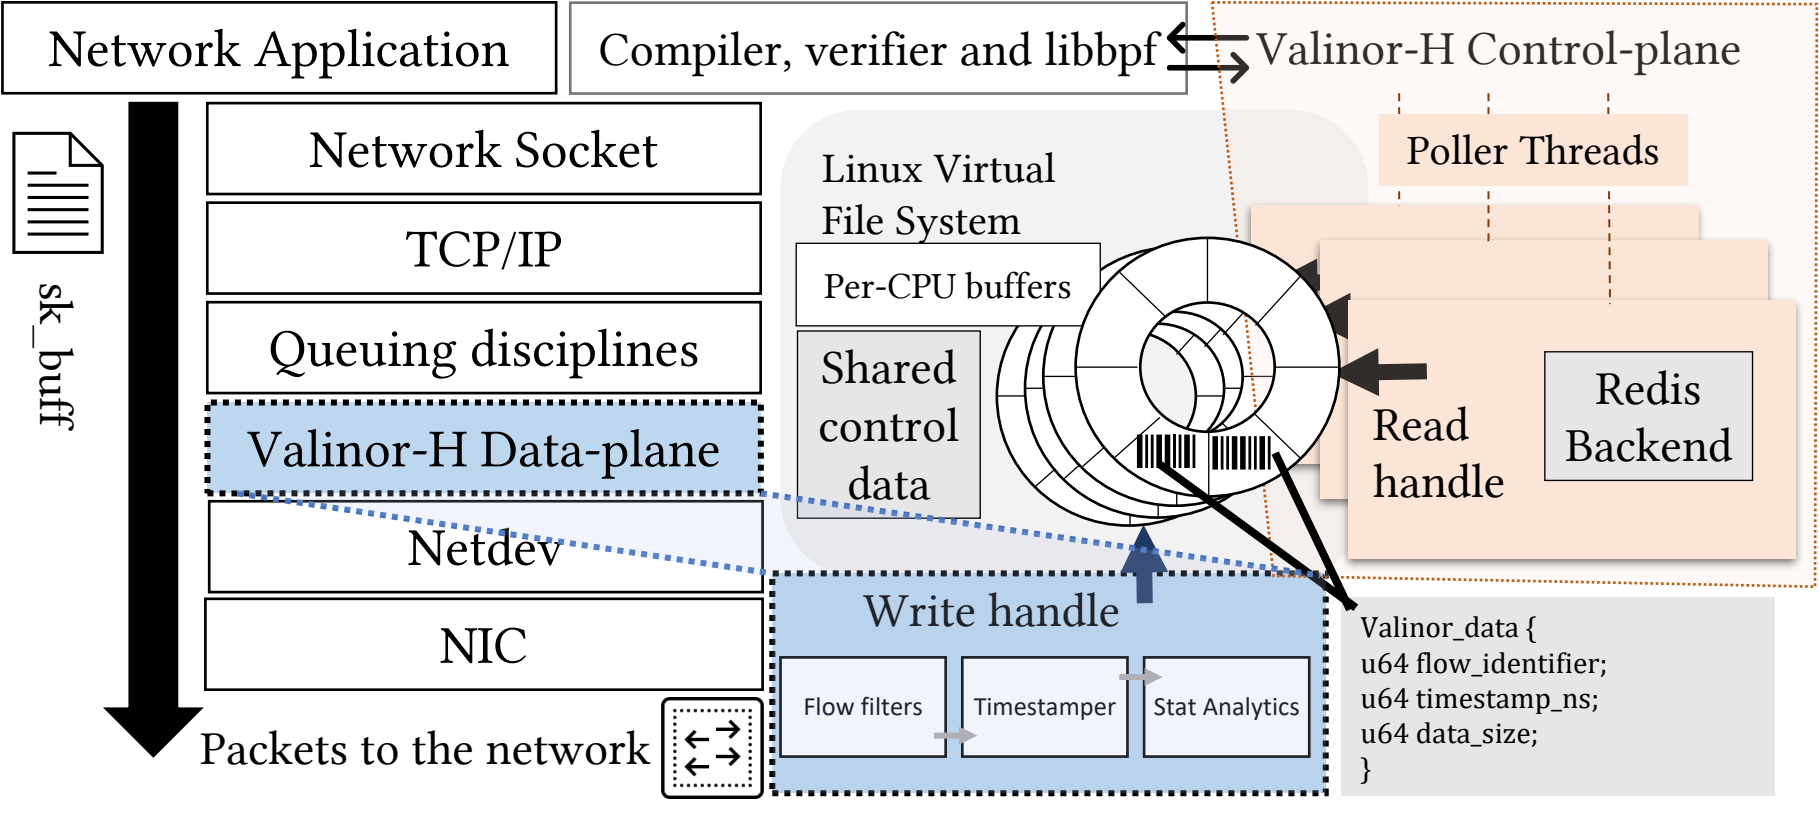 Network Application
Compiler, verifier and libbpf
Valinor-H Control-plane
Poller Threads
Network Socket
TCP/IP
Queuing disciplines
Valinor-H Data-plane
Netdev
NIC
Packets to the network
sk_buff
Linux Virtual
File System
Per-CPU buffers
Shared
control
data
Read
handle
Redis
Backend
Write handle
Flow filters
Timestamper
Stat Analytics
Valinor_data {
u64 flow_identifier;
u64 timestamp_ns;
u64 data_size;
}